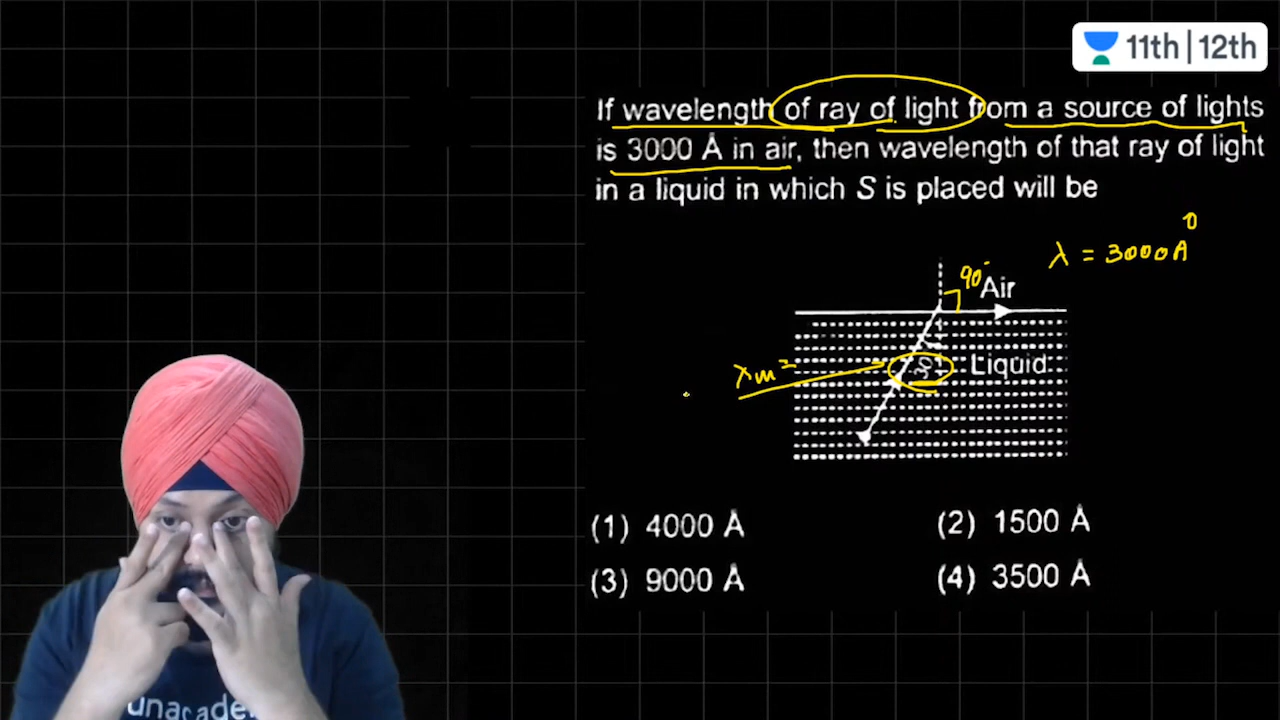 11th | 12th
If wavelength of ray of light from a source of lights
is 3000 Å in air, then wavelength of that ray of light
in a liquid in which S is placed will be
λ = 3000A⁰
90°
Air
λm
Liquid
(1) 4000 Å
(2) 1500 Å
(3) 9000 Å
(4) 3500 Å